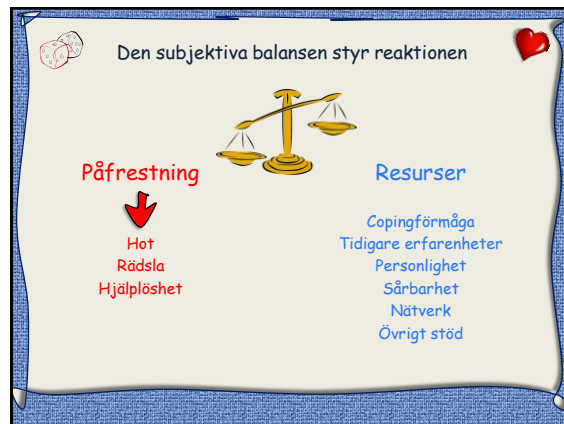 Den subjektiva balansen styr reaktionen
Påfrestning
Hot
Rädsla
Hjälplöshet
Resurser
Copingförmåga
Tidigare erfarenheter
Personlighet
Sårbarhet
Nätverk
Övrigt stöd